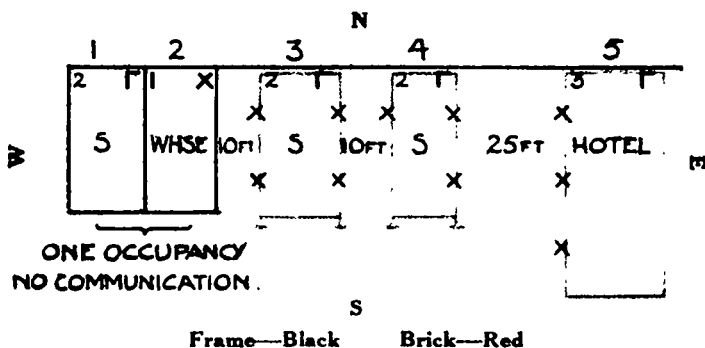 N
1 2 3 4 5
2 1 X 2 2 3
W S WHSE 10FT S 10FT S 25FT HOTEL E
ONE OCCUPANCY
NO COMMUNICATION.
S
Frame—Black Brick—Red